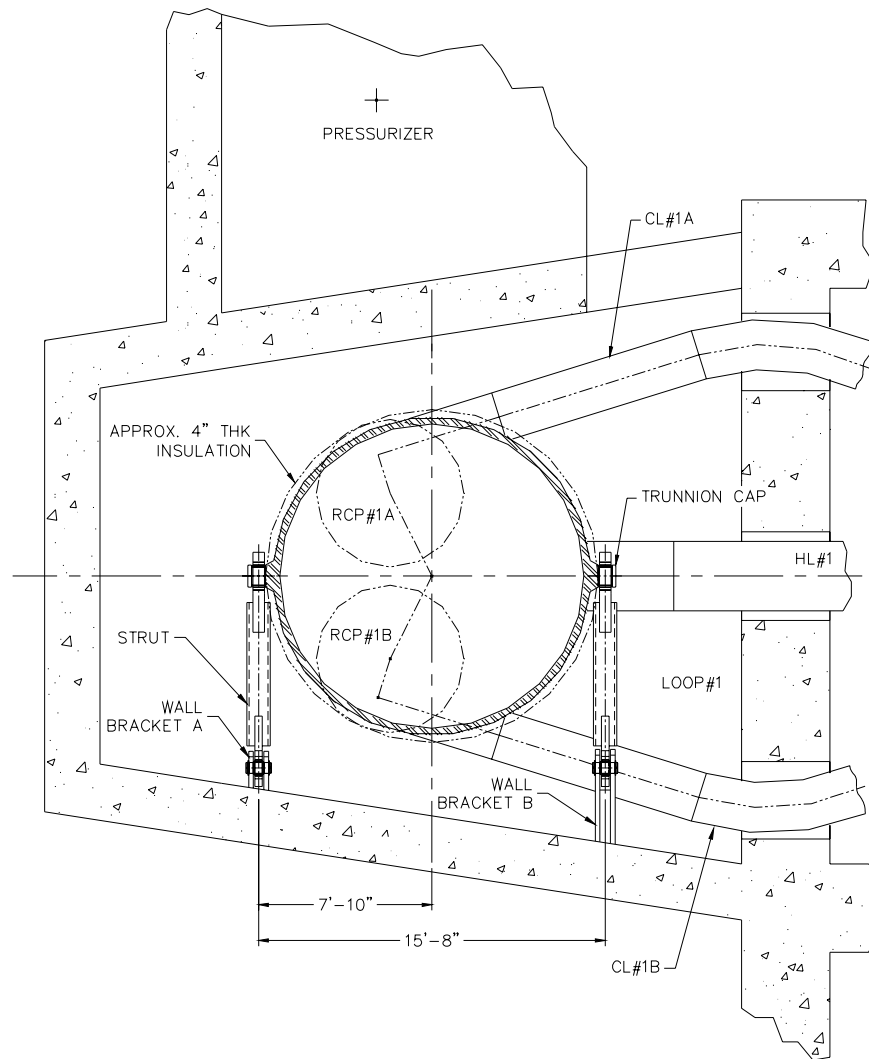 PRESSURIZER
CL#1A
APPROX. 4" THK
INSULATION
RCP#1A
TRUNNION CAP
HL#1
STRUT
RCP#1B
LOOP#1
WALL
BRACKET A
WALL
BRACKET B
7'-10"
15'-8"
CL#1B